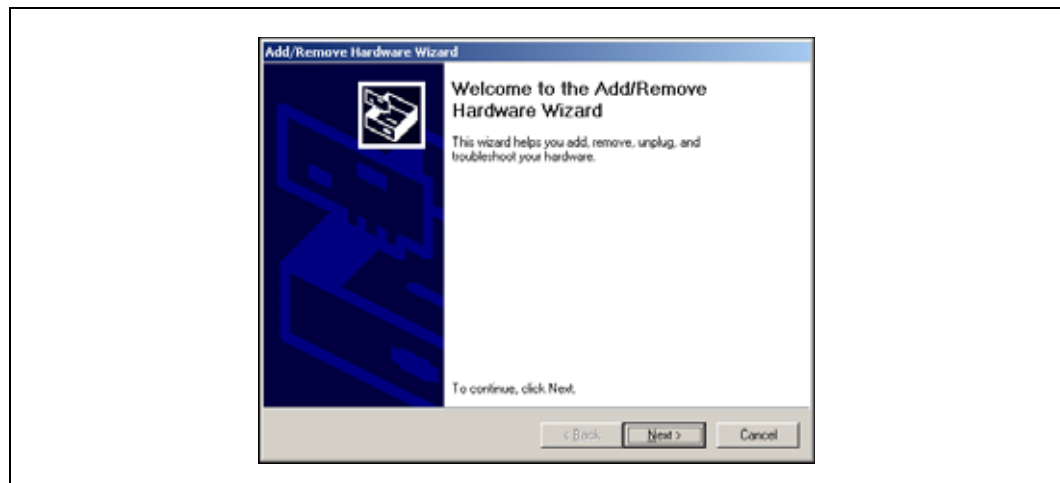 Add/Remove Hardware Wizard
Welcome to the Add/Remove
Hardware Wizard
This wizard helps you add, remove, unplug, and
troubleshoot your hardware.
To continue, click Next.
< Back
Next >
Cancel